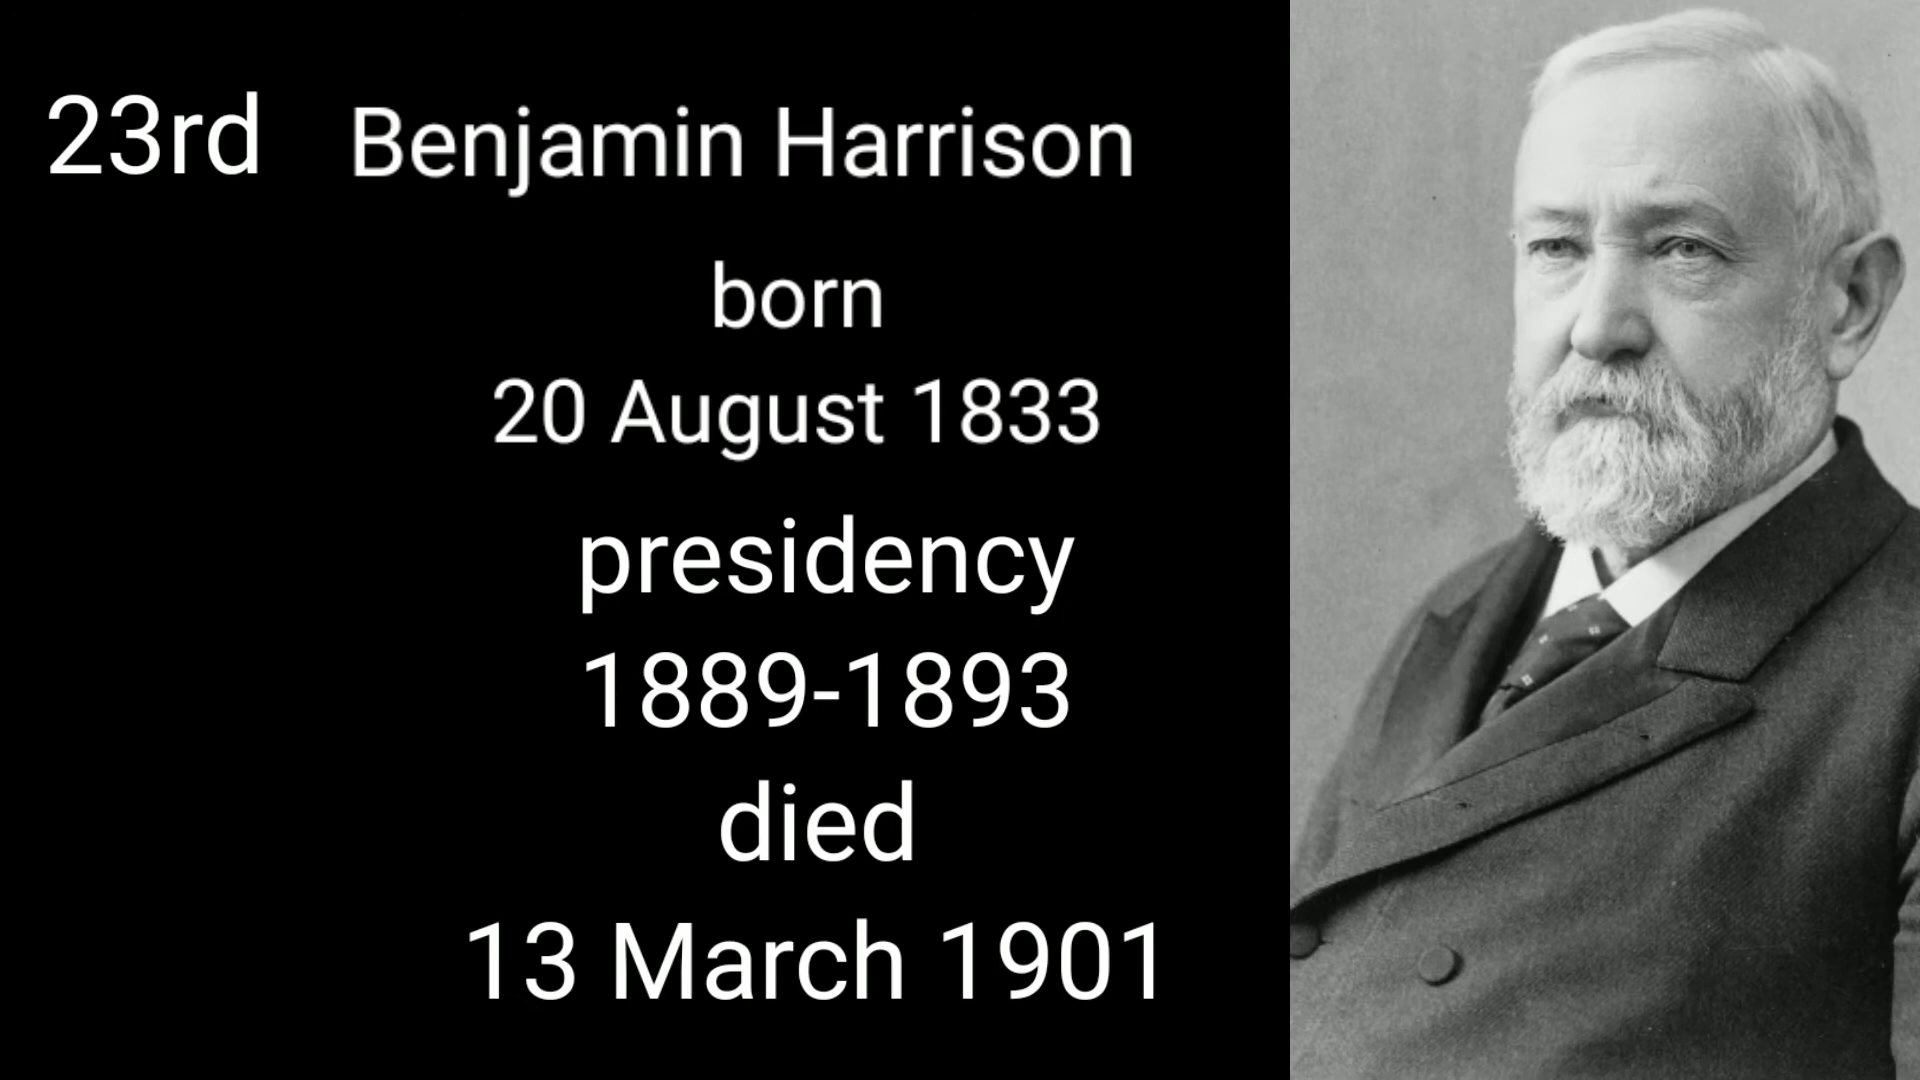 23rd Benjamin Harrison
born
20 August 1833
presidency
1889-1893
died
13 March 1901